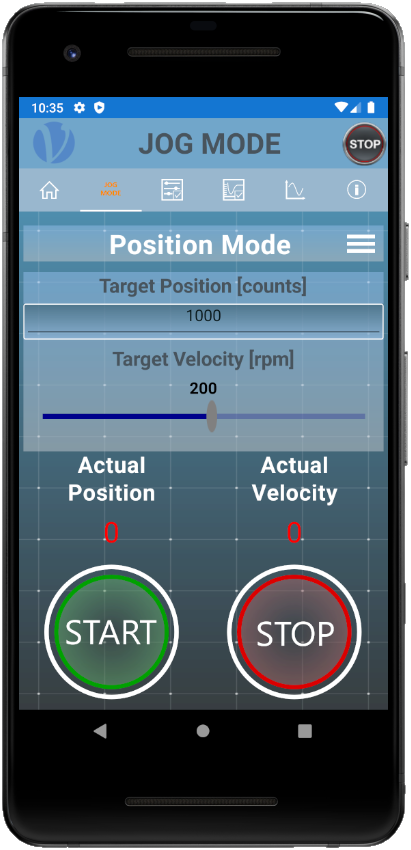 10:35
JOG MODE
STOP
JOG
MODE
Position Mode
Target Position [counts]
1000
Target Velocity [rpm]
200
Actual
Position
Actual
Velocity
0
0
START
STOP